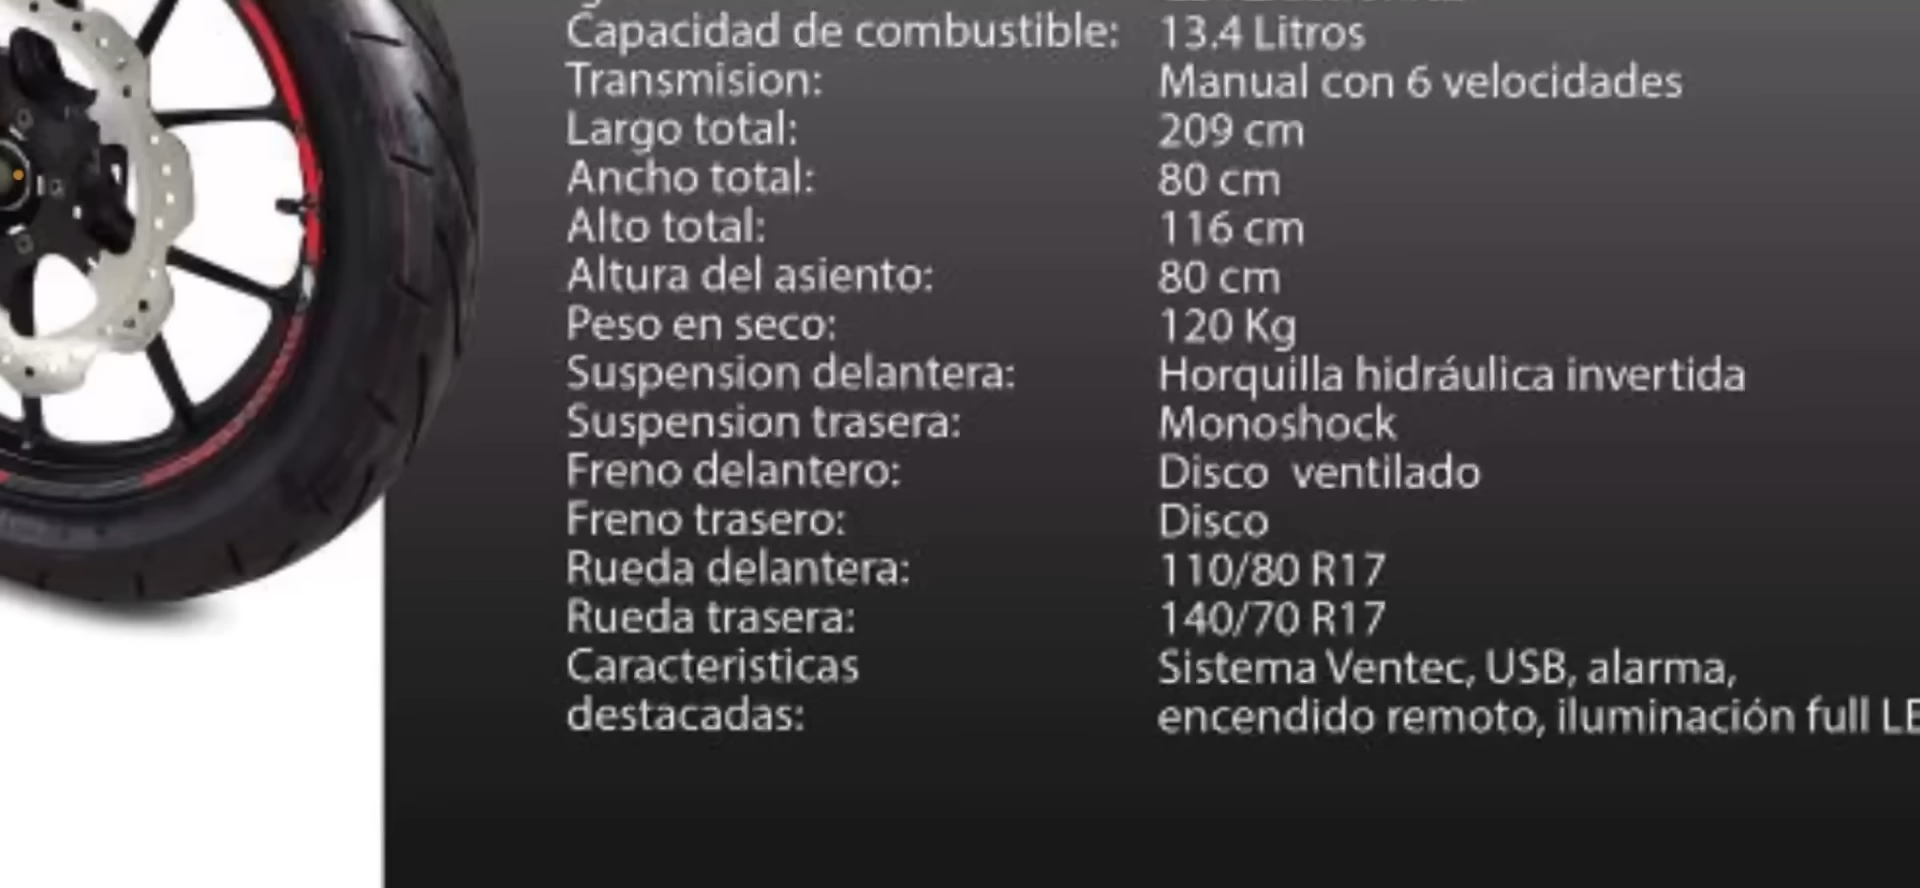 Capacidad de combustible: 13.4 Litros
Transmision: Manual con 6 velocidades
Largo total: 209 cm
Ancho total: 80 cm
Alto total: 116 cm
Altura del asiento: 80 cm
Peso en seco: 120 Kg
Suspension delantera: Horquilla hidráulica invertida
Suspension trasera: Monoshock
Freno delantero: Disco ventilado
Freno trasero: Disco
Rueda delantera: 110/80 R17
Rueda trasera: 140/70 R17
Caracteristicas Sistema Ventec, USB, alarma,
destacadas: encendido remoto, iluminación full